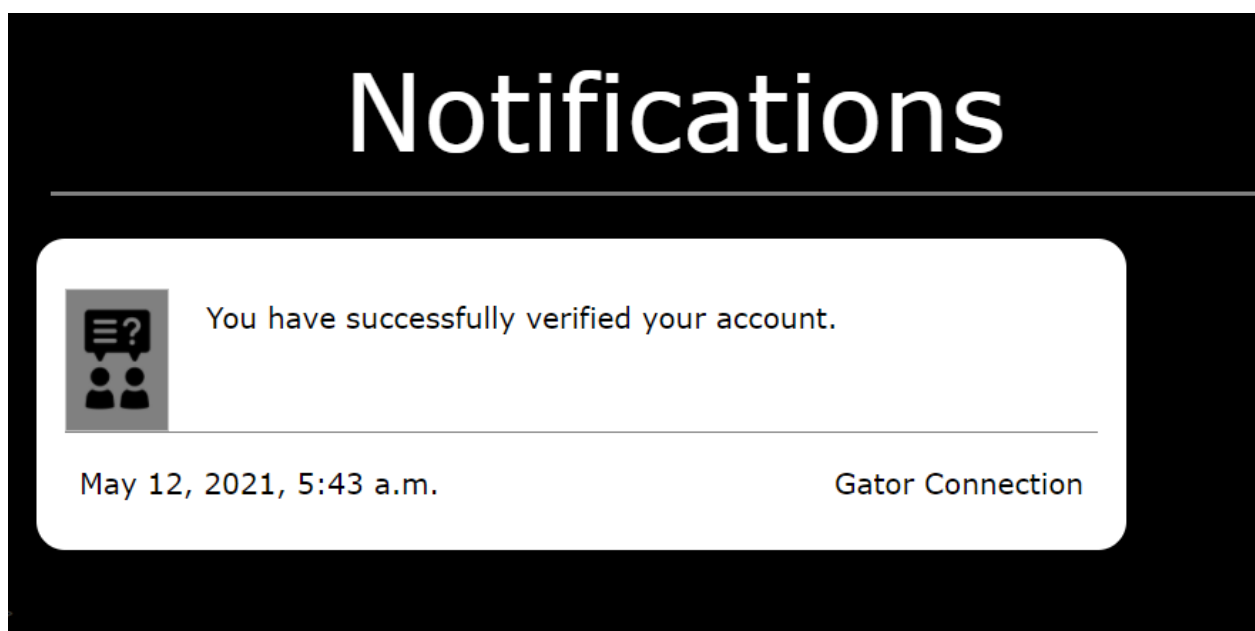 Notifications
You have successfully verified your account.
?
May 12, 2021, 5:43 a.m.
Gator Connection